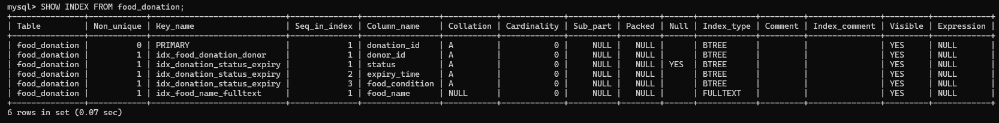 mysql> SHOW INDEX FROM food_donation;
+---------------+------------+----------------------------+--------------+----------------+-----------+-------------+----------+--------+------+------------+---------+---------------+---------+------------+
| Table         | Non_unique | Key_name                   | Seq_in_index | Column_name    | Collation | Cardinality | Sub_part | Packed | Null | Index_type | Comment | Index_comment | Visible | Expression |
+---------------+------------+----------------------------+--------------+----------------+-----------+-------------+----------+--------+------+------------+---------+---------------+---------+------------+
| food_donation |          0 | PRIMARY                    |            1 | donation_id    | A         |           0 |     NULL |   NULL |      | BTREE      |         |               | YES     | NULL       |
| food_donation |          1 | idx_food_donation_donor    |            1 | donor_id       | A         |           0 |     NULL |   NULL |      | BTREE      |         |               | YES     | NULL       |
| food_donation |          1 | idx_donation_status_expiry |            1 | status         | A         |           0 |     NULL |   NULL | YES  | BTREE      |         |               | YES     | NULL       |
| food_donation |          1 | idx_donation_status_expiry |            2 | expiry_time    | A         |           0 |     NULL |   NULL |      | BTREE      |         |               | YES     | NULL       |
| food_donation |          1 | idx_donation_status_expiry |            3 | food_condition | A         |           0 |     NULL |   NULL |      | BTREE      |         |               | YES     | NULL       |
| food_donation |          1 | idx_food_name_fulltext     |            1 | food_name      | NULL      |           0 |     NULL |   NULL |      | FULLTEXT   |         |               | YES     | NULL       |
+---------------+------------+----------------------------+--------------+----------------+-----------+-------------+----------+--------+------+------------+---------+---------------+---------+------------+
6 rows in set (0.07 sec)